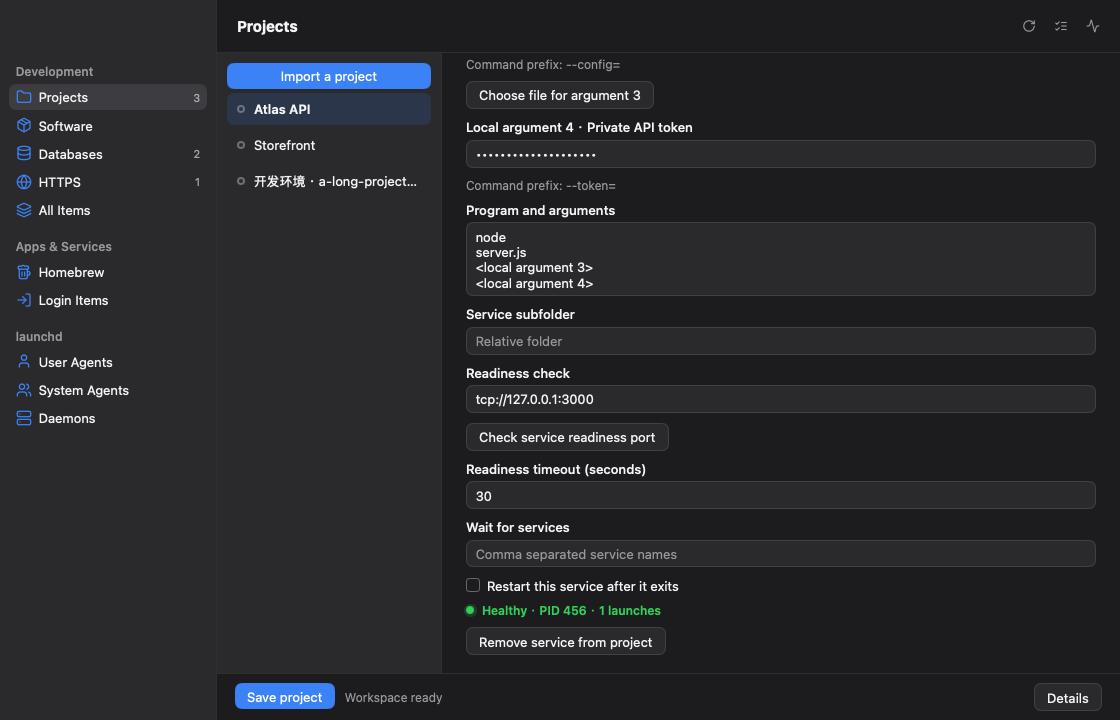 Projects
Development
Projects 3
Software
Databases 2
HTTPS 1
All Items
Apps & Services
Homebrew
Login Items
launchd
User Agents
System Agents
Daemons
Import a project
Atlas API
Storefront
开发环境 · a-long-project...
Command prefix: --config=
Choose file for argument 3
Local argument 4 · Private API token
••••••••••••••••••••
Command prefix: --token=
Program and arguments
node
server.js
<local argument 3>
<local argument 4>
Service subfolder
Relative folder
Readiness check
tcp://127.0.0.1:3000
Check service readiness port
Readiness timeout (seconds)
30
Wait for services
Comma separated service names
Restart this service after it exits
Healthy · PID 456 · 1 launches
Remove service from project
Save project
Workspace ready
Details